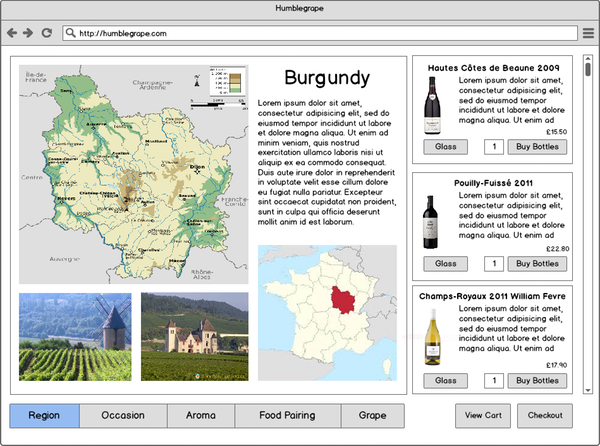 Humblegrape
http://humblegrape.com
Île-de-
France
Champagne-
Ardenne
Sens
Auxerre
Montbard
Dijon
Nevers
Beaune
Centre
Franche-
Comté
Mâcon
Auvergne
Rhône-
Alpes
Burgundy
Lorem ipsum dolor sit amet,
consectetur adipisicing elit, sed do
eiusmod tempor incididunt ut labore
et dolore magna aliqua. Ut enim ad
minim veniam, quis nostrud
exercitation ullamco laboris nisi ut
aliquip ex ea commodo consequat.
Duis aute irure dolor in reprehenderit
in voluptate velit esse cillum dolore
eu fugiat nulla pariatur. Excepteur
sint occaecat cupidatat non proident,
sunt in culpa qui officia deserunt
mollit anim id est laborum.
Hautes Côtes de Beaune 2009
Lorem ipsum dolor sit amet,
consectetur adipisicing elit,
sed do eiusmod tempor
incididunt ut labore et dolore
magna aliqua. Ut enim ad
£15.50
Glass 1 Buy Bottles
Pouilly-Fuissé 2011
Lorem ipsum dolor sit amet,
consectetur adipisicing elit,
sed do eiusmod tempor
incididunt ut labore et dolore
magna aliqua. Ut enim ad
£22.80
Glass 1 Buy Bottles
Champs-Royaux 2011 William Fevre
Lorem ipsum dolor sit amet,
consectetur adipisicing elit,
sed do eiusmod tempor
incididunt ut labore et dolore
magna aliqua. Ut enim ad
£17.90
Glass 1 Buy Bottles
Region Occasion Aroma Food Pairing Grape
View Cart Checkout